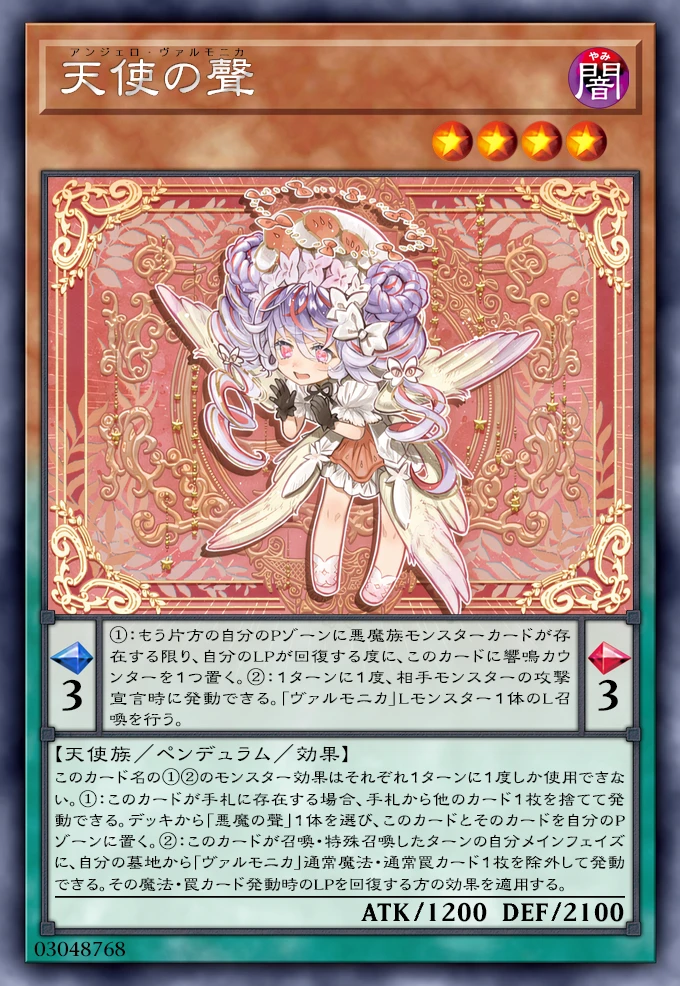 アンジェロ・ヴァルモニカ
天使の聲
やみ
闇
①：もう片方の自分のPゾーンに悪魔族モンスターカードが存
在する限り、自分のLPが回復する度に、このカードに響鳴カウ
ンターを1つ置く。②：1ターンに1度、相手モンスターの攻撃
宣言時に発動できる。「ヴァルモニカ」Lモンスター1体のL召
喚を行う。
3
3
【天使族／ペンデュラム／効果】
このカード名の①②のモンスター効果はそれぞれ1ターンに1度しか使用できな
い。①：このカードが手札に存在する場合、手札から他のカード1枚を捨てて発
動できる。デッキから「悪魔の聲」1体を選び、このカードとそのカードを自分のP
ゾーンに置く。②：このカードが召喚・特殊召喚したターンの自分メインフェイズ
に、自分の墓地から「ヴァルモニカ」通常魔法・通常罠カード1枚を除外して発動
できる。その魔法・罠カード発動時のLPを回復する方の効果を適用する。
ATK/1200 DEF/2100
03048768